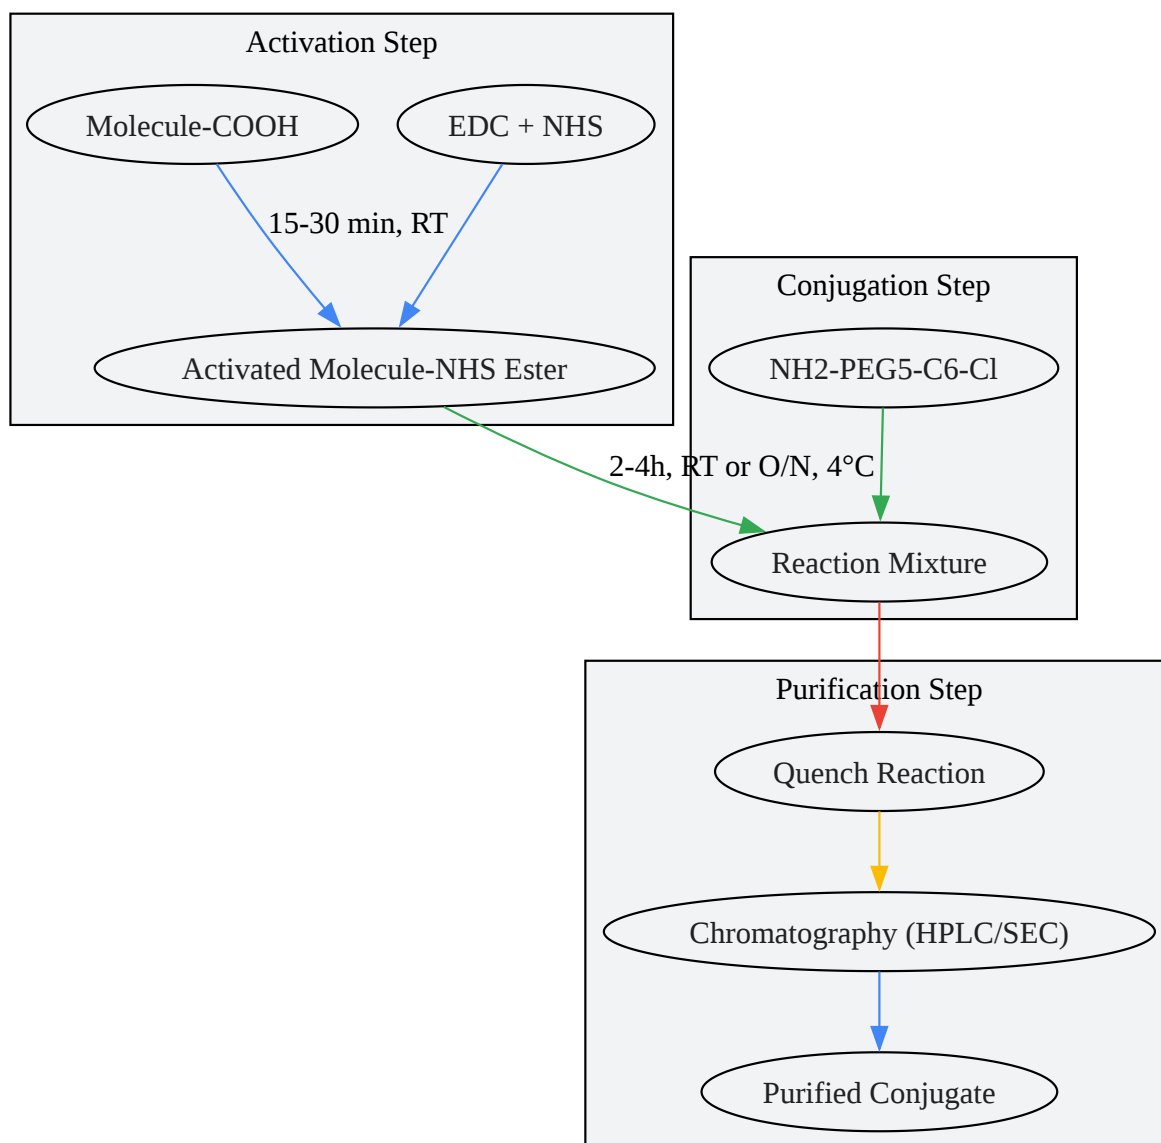 Activation Step
Molecule-COOH
EDC + NHS
15-30 min, RT
Activated Molecule-NHS Ester
Conjugation Step
NH2-PEG5-C6-Cl
2-4h, RT or O/N, 4°C
Reaction Mixture
Purification Step
Quench Reaction
Chromatography (HPLC/SEC)
Purified Conjugate